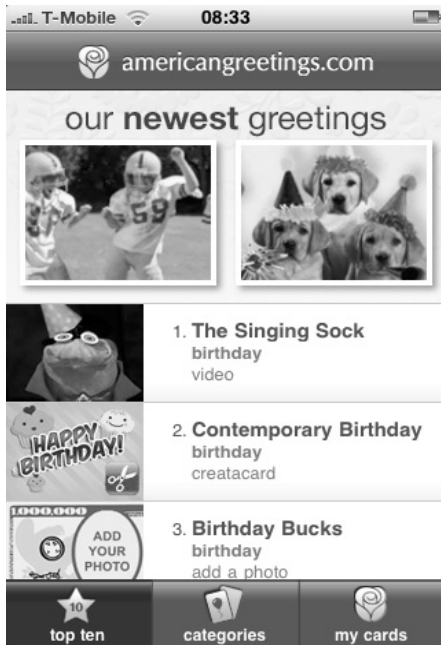 T-Mobile 08:33
americangreetings.com
our newest greetings
59
1. The Singing Sock
birthday
video
HAPPY
BIRTHDAY!
2. Contemporary Birthday
birthday
creatacard
1.000.000
ADD
YOUR
PHOTO
3. Birthday Bucks
birthday
add a photo
10
top ten categories my cards